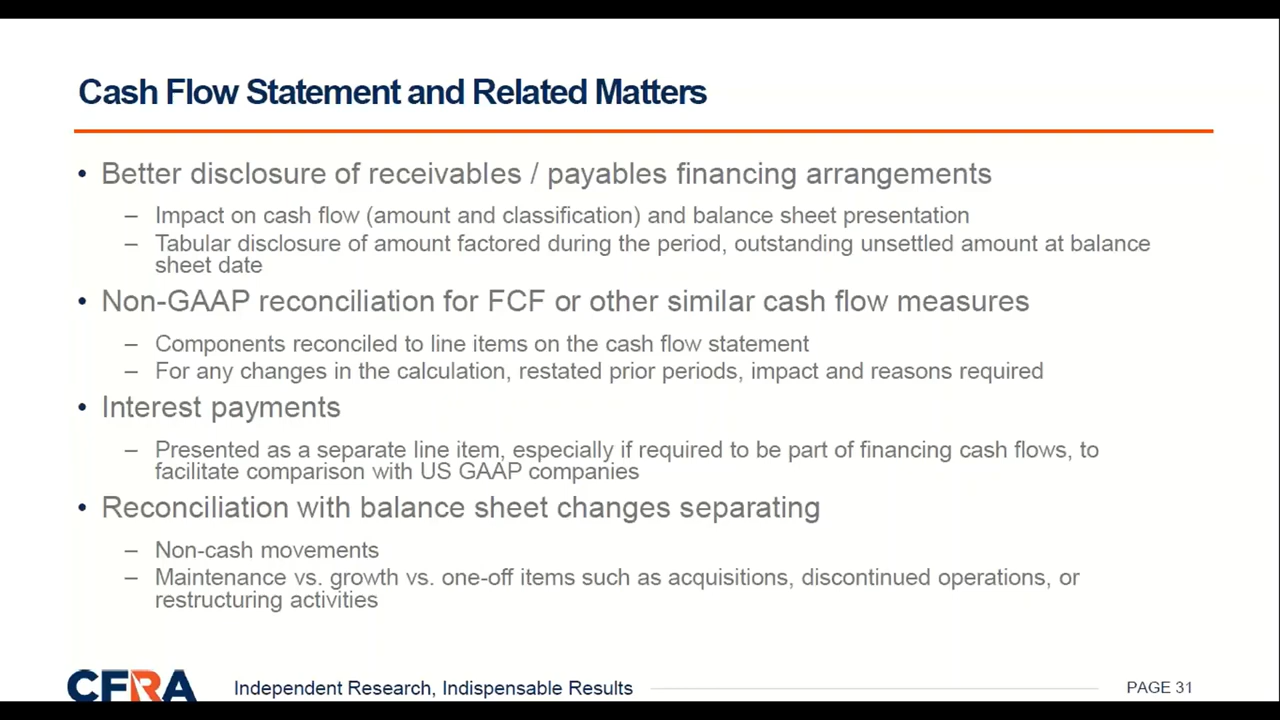 Cash Flow Statement and Related Matters
• Better disclosure of receivables / payables financing arrangements
– Impact on cash flow (amount and classification) and balance sheet presentation
– Tabular disclosure of amount factored during the period, outstanding unsettled amount at balance
sheet date
• Non-GAAP reconciliation for FCF or other similar cash flow measures
– Components reconciled to line items on the cash flow statement
– For any changes in the calculation, restated prior periods, impact and reasons required
• Interest payments
– Presented as a separate line item, especially if required to be part of financing cash flows, to
facilitate comparison with US GAAP companies
• Reconciliation with balance sheet changes separating
– Non-cash movements
– Maintenance vs. growth vs. one-off items such as acquisitions, discontinued operations, or
restructuring activities
CFRA
Independent Research, Indispensable Results
PAGE 31